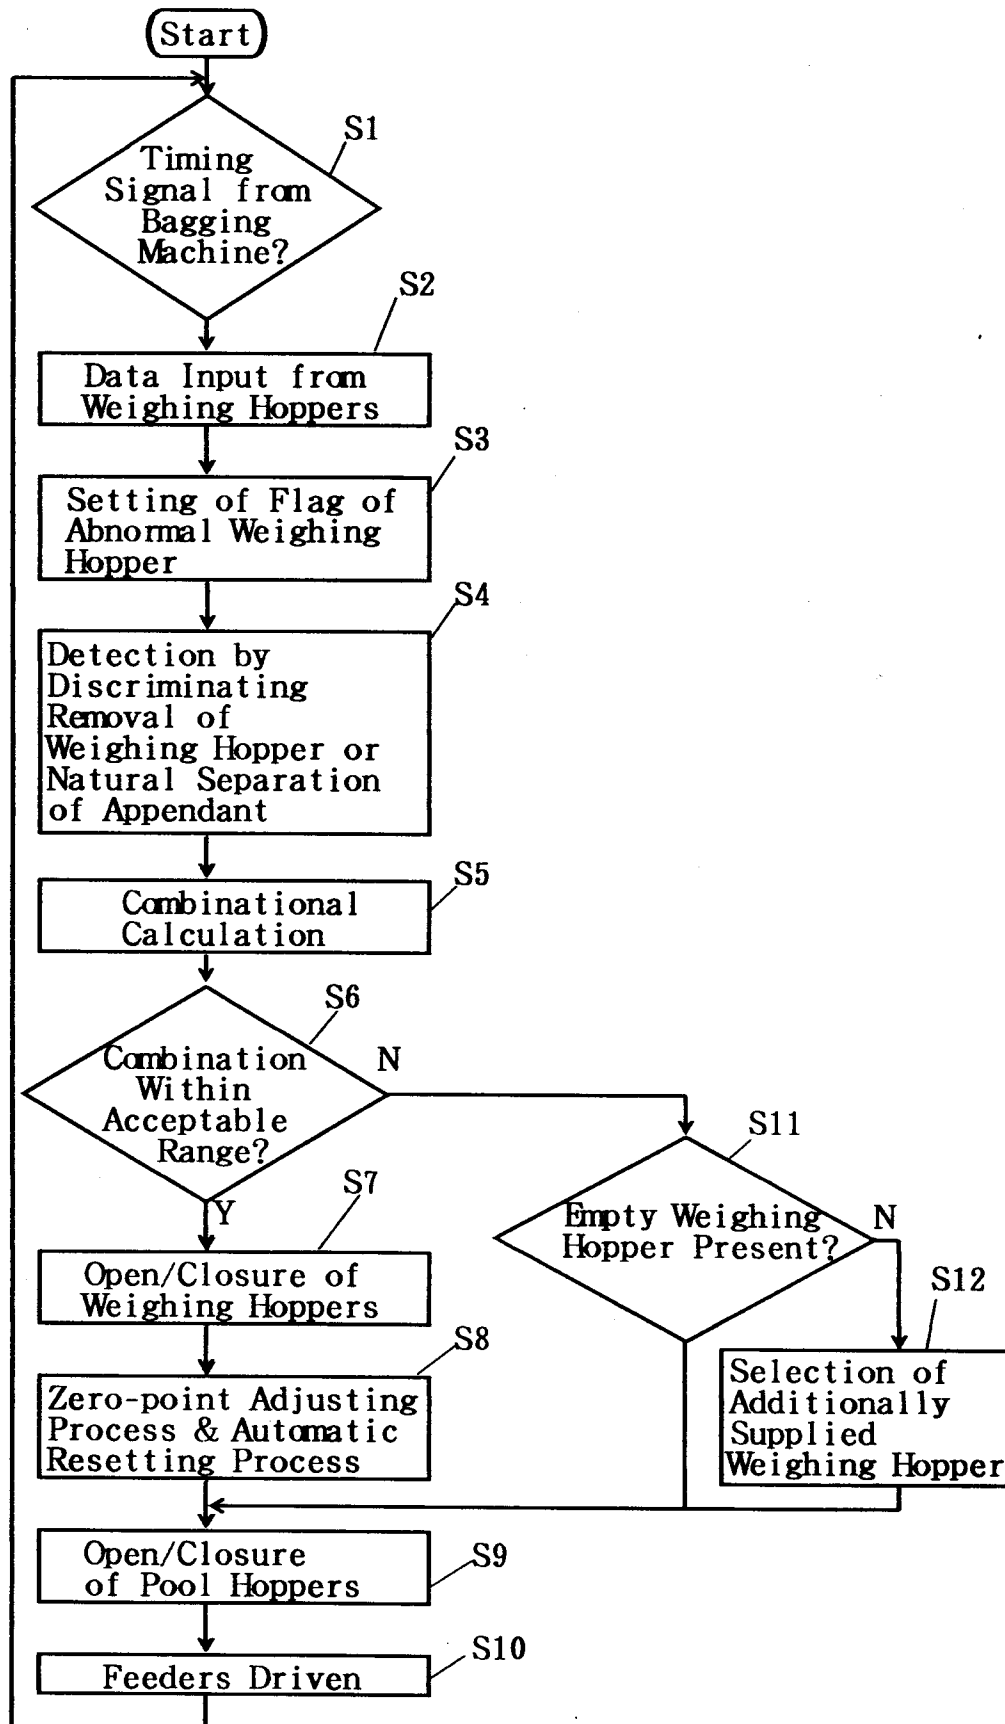 Start
S1
Timing
Signal from
Bagging
Machine?
S2
Data Input from
Weighing Hoppers
S3
Setting of Flag of
Abnormal Weighing
Hopper
S4
Detection by
Discriminating
Removal of
Weighing Hopper or
Natural Separation
of Appendant
S5
Combinational
Calculation
S6
Combination
Within
Acceptable
Range?
N
Y
S11
Empty Weighing
Hopper Present?
N
S7
Open/Closure of
Weighing Hoppers
S12
Selection of
Additionally
Supplied
Weighing Hopper
S8
Zero-point Adjusting
Process & Automatic
Resetting Process
S9
Open/Closure
of Pool Hoppers
S10
Feeders Driven